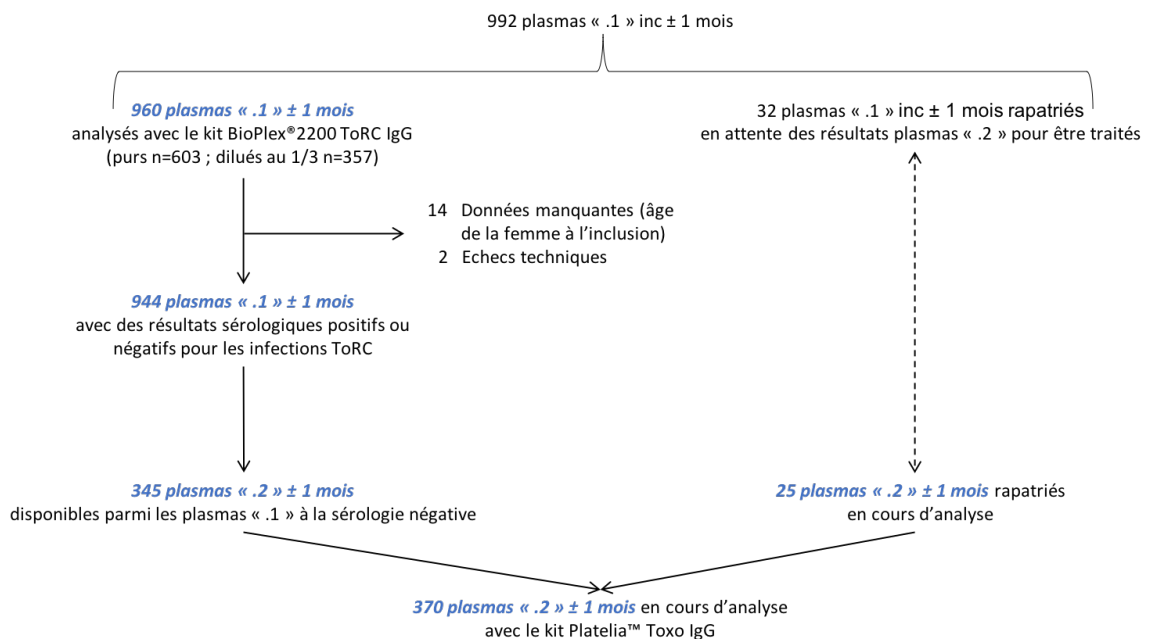 992 plasmas « .1 » inc ± 1 mois
960 plasmas « .1 » ± 1 mois
analysés avec le kit BioPlex®2200 ToRC IgG
(purs n=603 ; dilués au 1/3 n=357)
32 plasmas « .1 » inc ± 1 mois rapatriés
en attente des résultats plasmas « .2 » pour être traités
14 Données manquantes (âge
de la femme à l’inclusion)
2 Echecs techniques
944 plasmas « .1 » ± 1 mois
avec des résultats sérologiques positifs ou
négatifs pour les infections ToRC
345 plasmas « .2 » ± 1 mois
disponibles parmi les plasmas « .1 » à la sérologie négative
25 plasmas « .2 » ± 1 mois rapatriés
en cours d’analyse
370 plasmas « .2 » ± 1 mois en cours d’analyse
avec le kit Platelia™ Toxo IgG